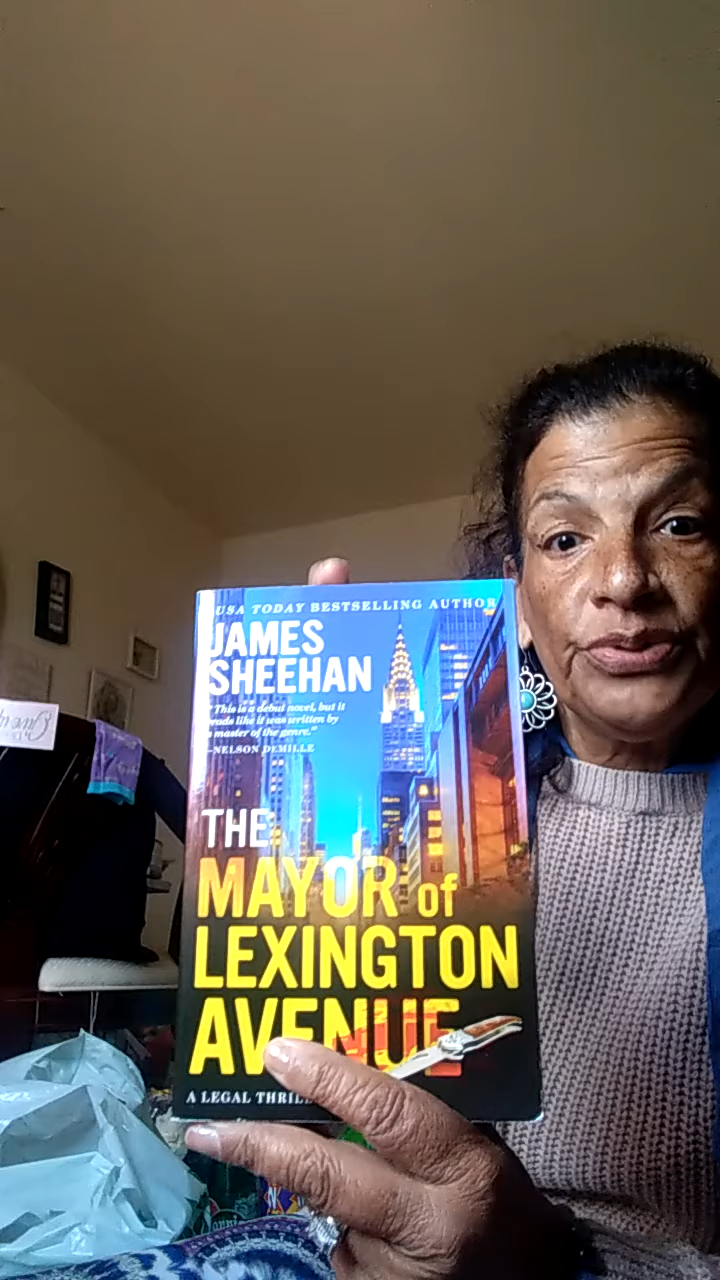 USA TODAY BESTSELLING AUTHOR
JAMES
SHEEHAN
"This is a debut novel, but it
reads like it was written by
a master of the genre."
—NELSON DEMILLE
THE
MAYOR of
LEXINGTON
AVENUE
A LEGAL